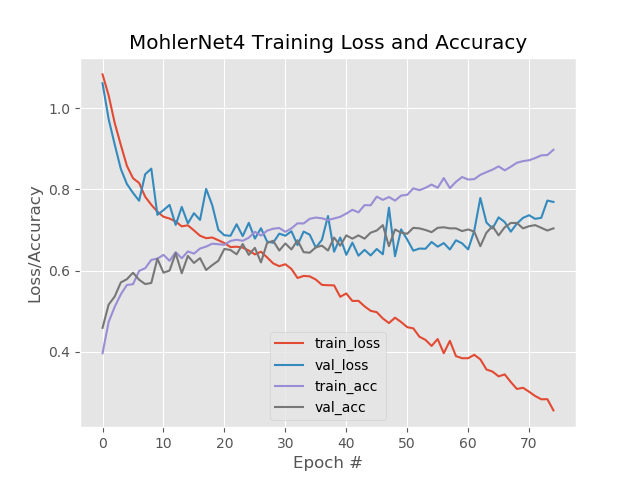 MohlerNet4 Training Loss and Accuracy
Loss/Accuracy
1.0
0.8
0.6
0.4
train_loss
val_loss
train_acc
val_acc
0 10 20 30 40 50 60 70
Epoch #